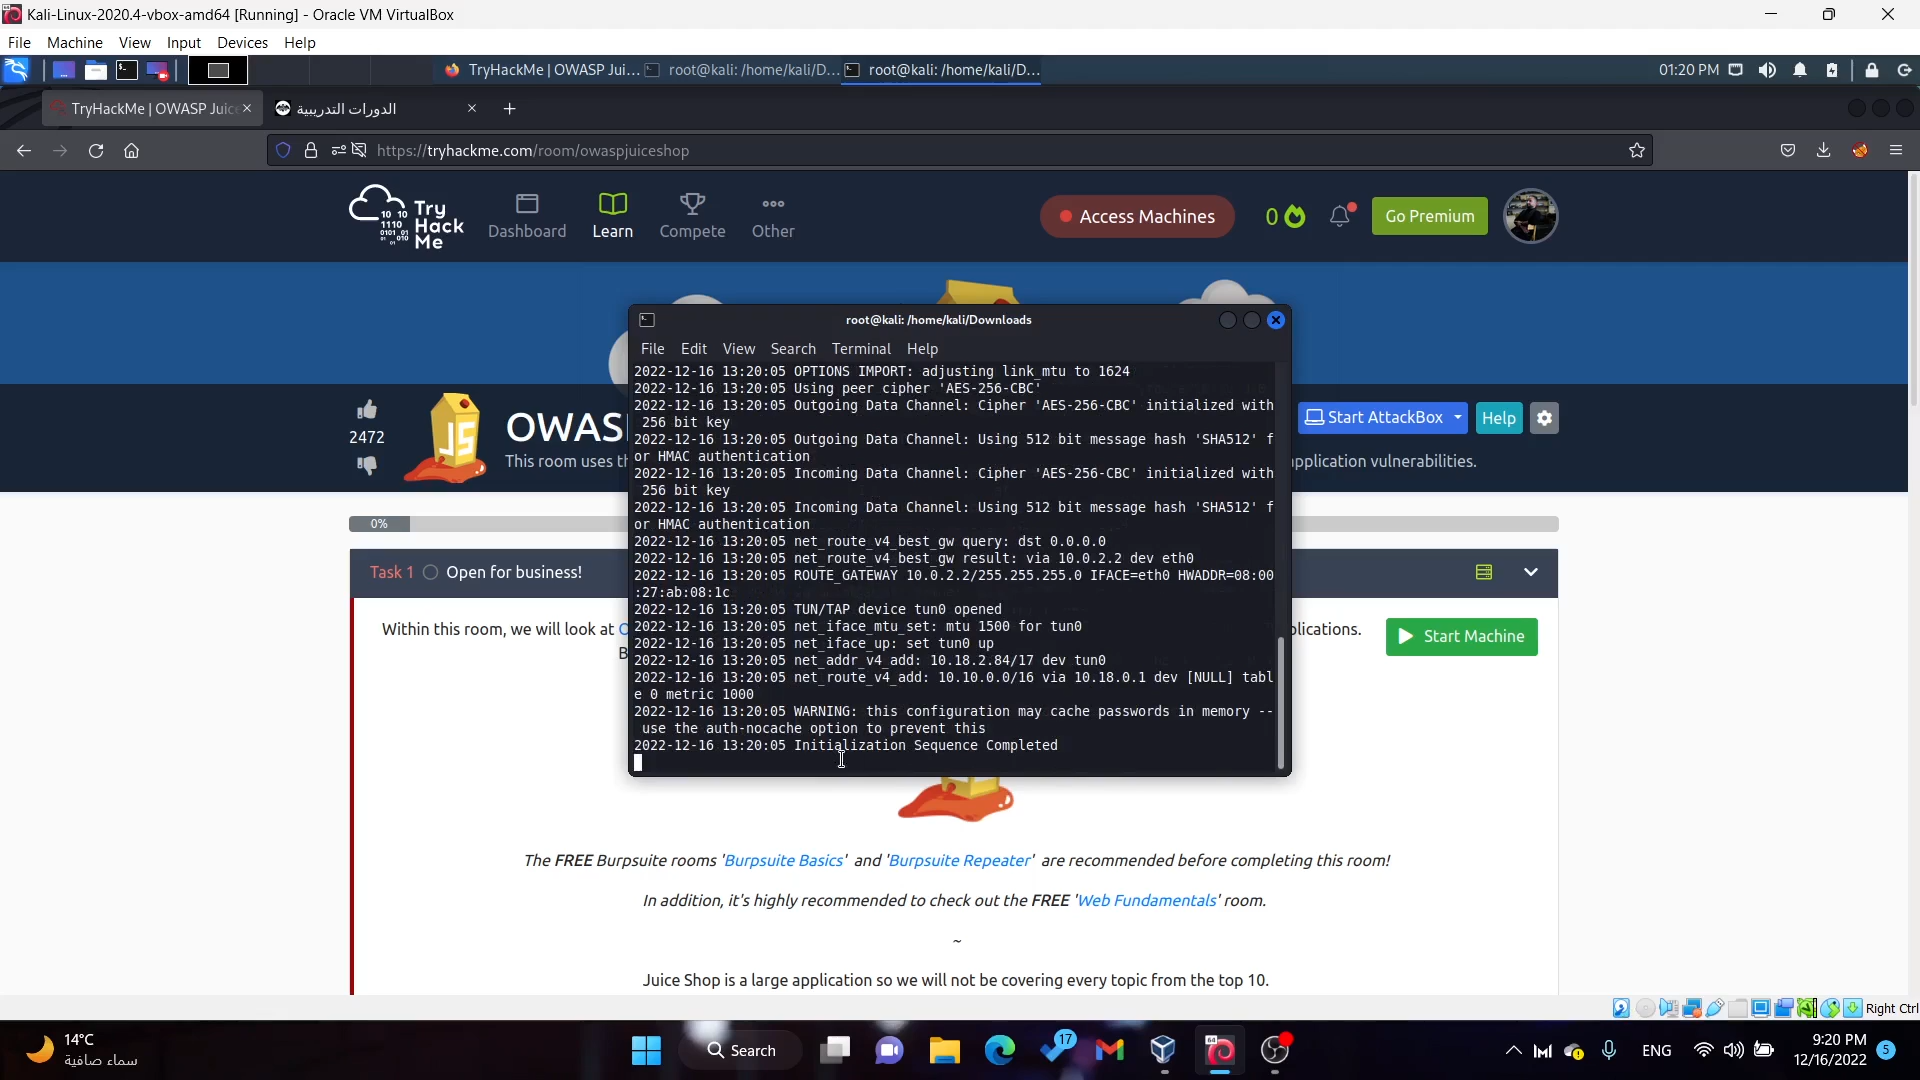 Kali-Linux-2020.4-vbox-amd64 [Running] - Oracle VM VirtualBox
File Machine View Input Devices Help
TryHackMe | OWASP Jui... root@kali: /home/kali/D... root@kali: /home/kali/D... 01:20 PM
TryHackMe | OWASP Juic الدورات التدريبية
https://tryhackme.com/room/owaspjuiceshop
Try Hack Me
Dashboard Learn Compete Other
Access Machines 0 Go Premium
root@kali: /home/kali/Downloads
File Edit View Search Terminal Help
2022-12-16 13:20:05 OPTIONS IMPORT: adjusting link_mtu to 1624
2022-12-16 13:20:05 Using peer cipher 'AES-256-CBC'
2022-12-16 13:20:05 Outgoing Data Channel: Cipher 'AES-256-CBC' initialized with
256 bit key
2022-12-16 13:20:05 Outgoing Data Channel: Using 512 bit message hash 'SHA512' f
or HMAC authentication
2022-12-16 13:20:05 Incoming Data Channel: Cipher 'AES-256-CBC' initialized with
256 bit key
2022-12-16 13:20:05 Incoming Data Channel: Using 512 bit message hash 'SHA512' f
or HMAC authentication
2022-12-16 13:20:05 net_route_v4_best_gw query: dst 0.0.0.0
2022-12-16 13:20:05 net_route_v4_best_gw result: via 10.0.2.2 dev eth0
2022-12-16 13:20:05 ROUTE_GATEWAY 10.0.2.2/255.255.255.0 IFACE=eth0 HWADDR=08:00
:27:ab:08:1c
2022-12-16 13:20:05 TUN/TAP device tun0 opened
2022-12-16 13:20:05 net_iface_mtu_set: mtu 1500 for tun0
2022-12-16 13:20:05 net_iface_up: set tun0 up
2022-12-16 13:20:05 net_addr_v4_add: 10.18.2.84/17 dev tun0
2022-12-16 13:20:05 net_route_v4_add: 10.10.0.0/16 via 10.18.0.1 dev [NULL] tabl
e 0 metric 1000
2022-12-16 13:20:05 WARNING: this configuration may cache passwords in memory --
use the auth-nocache option to prevent this
2022-12-16 13:20:05 Initialization Sequence Completed
2472
JS
OWASP
This room uses th
Start AttackBox Help
pplication vulnerabilities.
0%
Task 1 Open for business!
Within this room, we will look at
plications.
Start Machine
The FREE Burpsuite rooms 'Burpsuite Basics' and 'Burpsuite Repeater' are recommended before completing this room!
In addition, it's highly recommended to check out the FREE 'Web Fundamentals' room.
~
Juice Shop is a large application so we will not be covering every topic from the top 10.
Right Ctrl
14°C
سماء صافية
Search
17
ENG
9:20 PM
12/16/2022
5